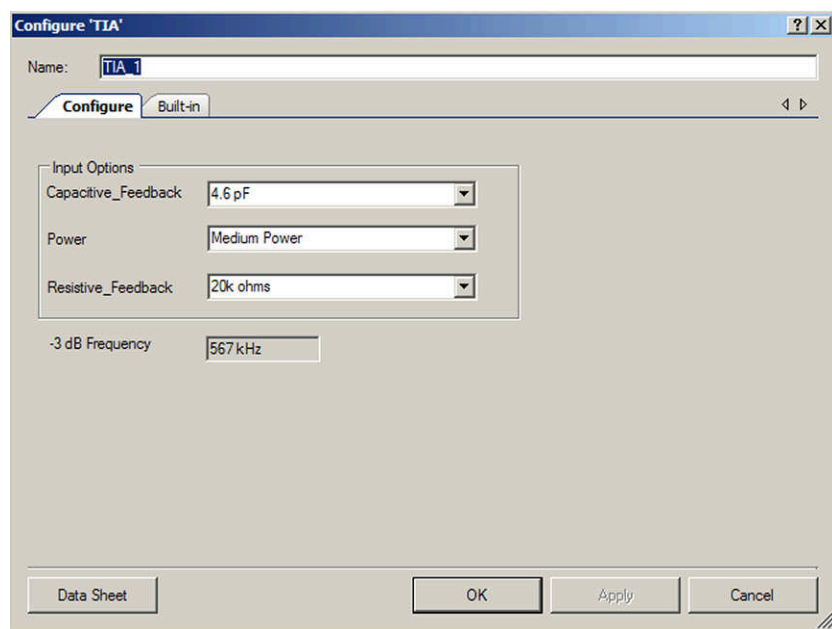 Configure 'TIA'
Name: TIA_1
Configure Built-in
Input Options
Capacitive_Feedback 4.6 pF
Power Medium Power
Resistive_Feedback 20k ohms
-3 dB Frequency 567 kHz
Data Sheet OK Apply Cancel